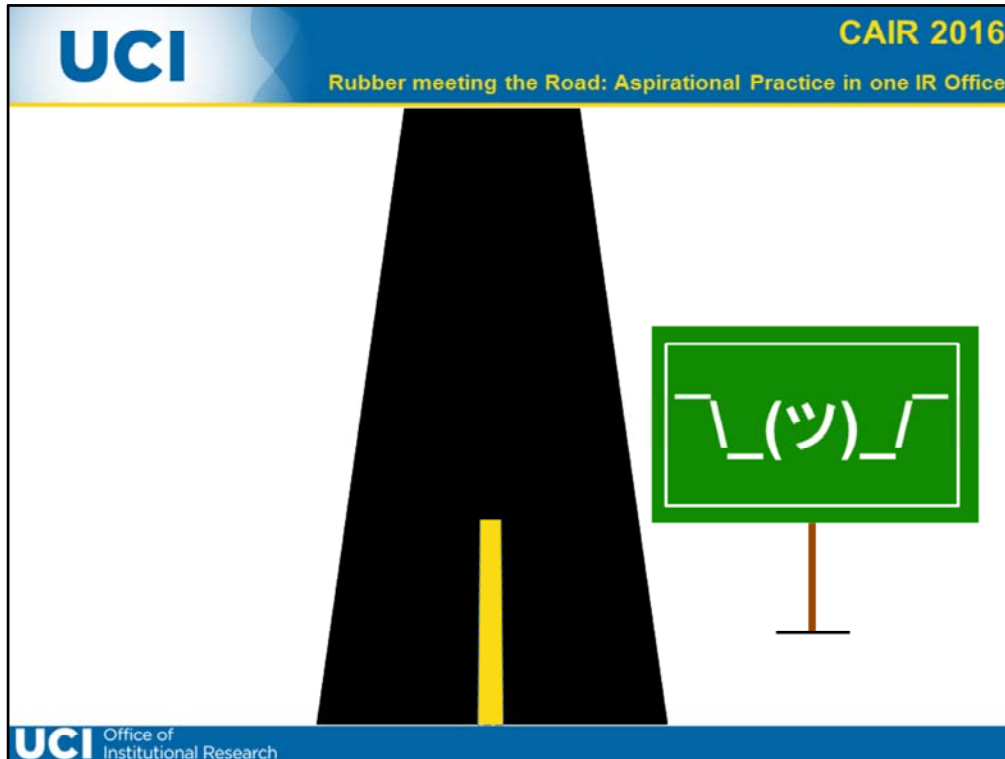 UCI
CAIR 2016
Rubber meeting the Road: Aspirational Practice in one IR Office
¯\_(ツ)_/¯
UCI Office of
Institutional Research